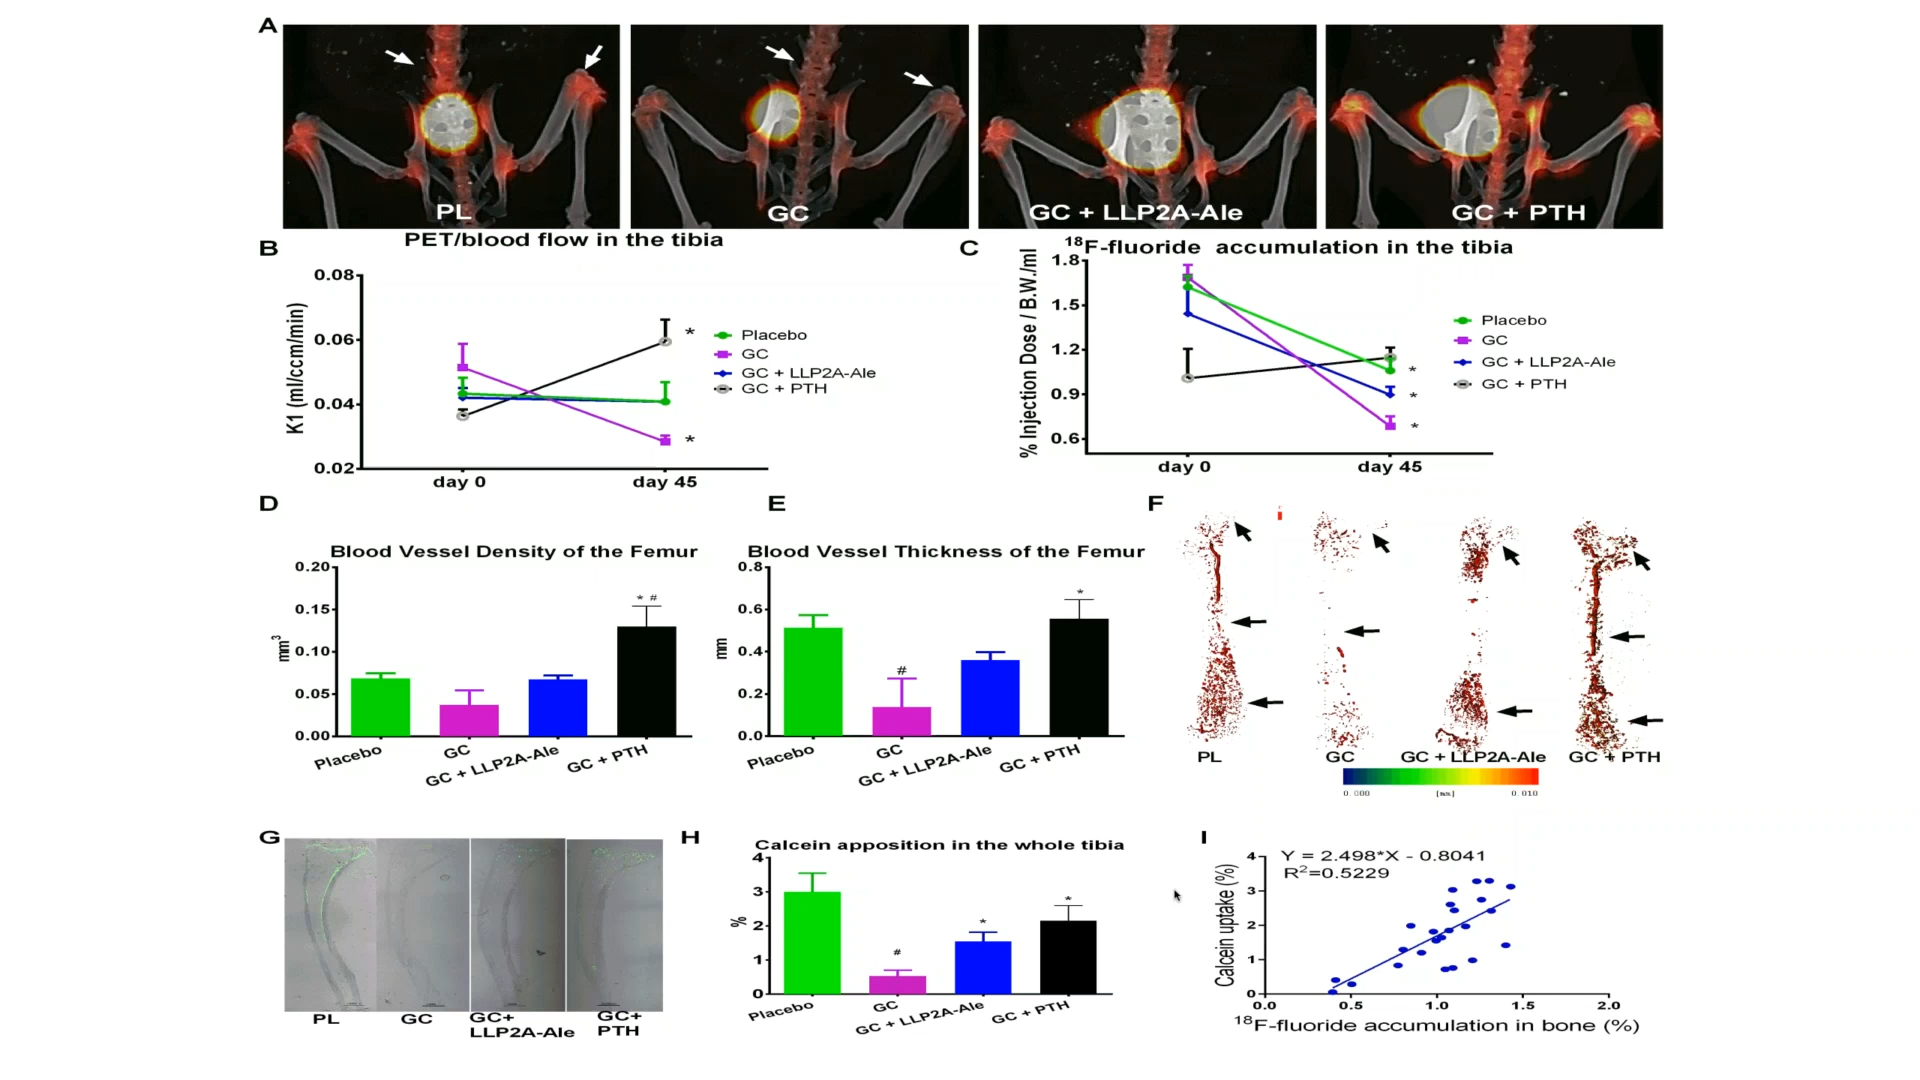 A
PL
GC
GC + LLP2A-Ale
GC + PTH
B
PET/blood flow in the tibia
K1 (ml/ccm/min)
0.08
0.06
0.04
0.02
day 0
day 45
*
*
Placebo
GC
GC + LLP2A-Ale
GC + PTH
C
18F-fluoride accumulation in the tibia
% Injection Dose / B.W./ml
1.8
1.5
1.2
0.9
0.6
day 0
day 45
*
*
*
Placebo
GC
GC + LLP2A-Ale
GC + PTH
D
Blood Vessel Density of the Femur
mm3
0.20
0.15
0.10
0.05
0.00
* #
Placebo
GC
GC + LLP2A-Ale
GC + PTH
E
Blood Vessel Thickness of the Femur
mm
0.8
0.6
0.4
0.2
0.0
#
*
Placebo
GC
GC + LLP2A-Ale
GC + PTH
F
PL
GC
GC + LLP2A-Ale
GC + PTH
0.000
[mm]
0.010
G
PL
GC
GC+
LLP2A-Ale
GC+
PTH
H
Calcein apposition in the whole tibia
%
4
3
2
1
0
#
*
*
Placebo
GC
GC + LLP2A-Ale
GC + PTH
I
Y = 2.498*X - 0.8041
R2=0.5229
Calcein uptake (%)
4
3
2
1
0
0.0
0.5
1.0
1.5
2.0
18F-fluoride accumulation in bone (%)